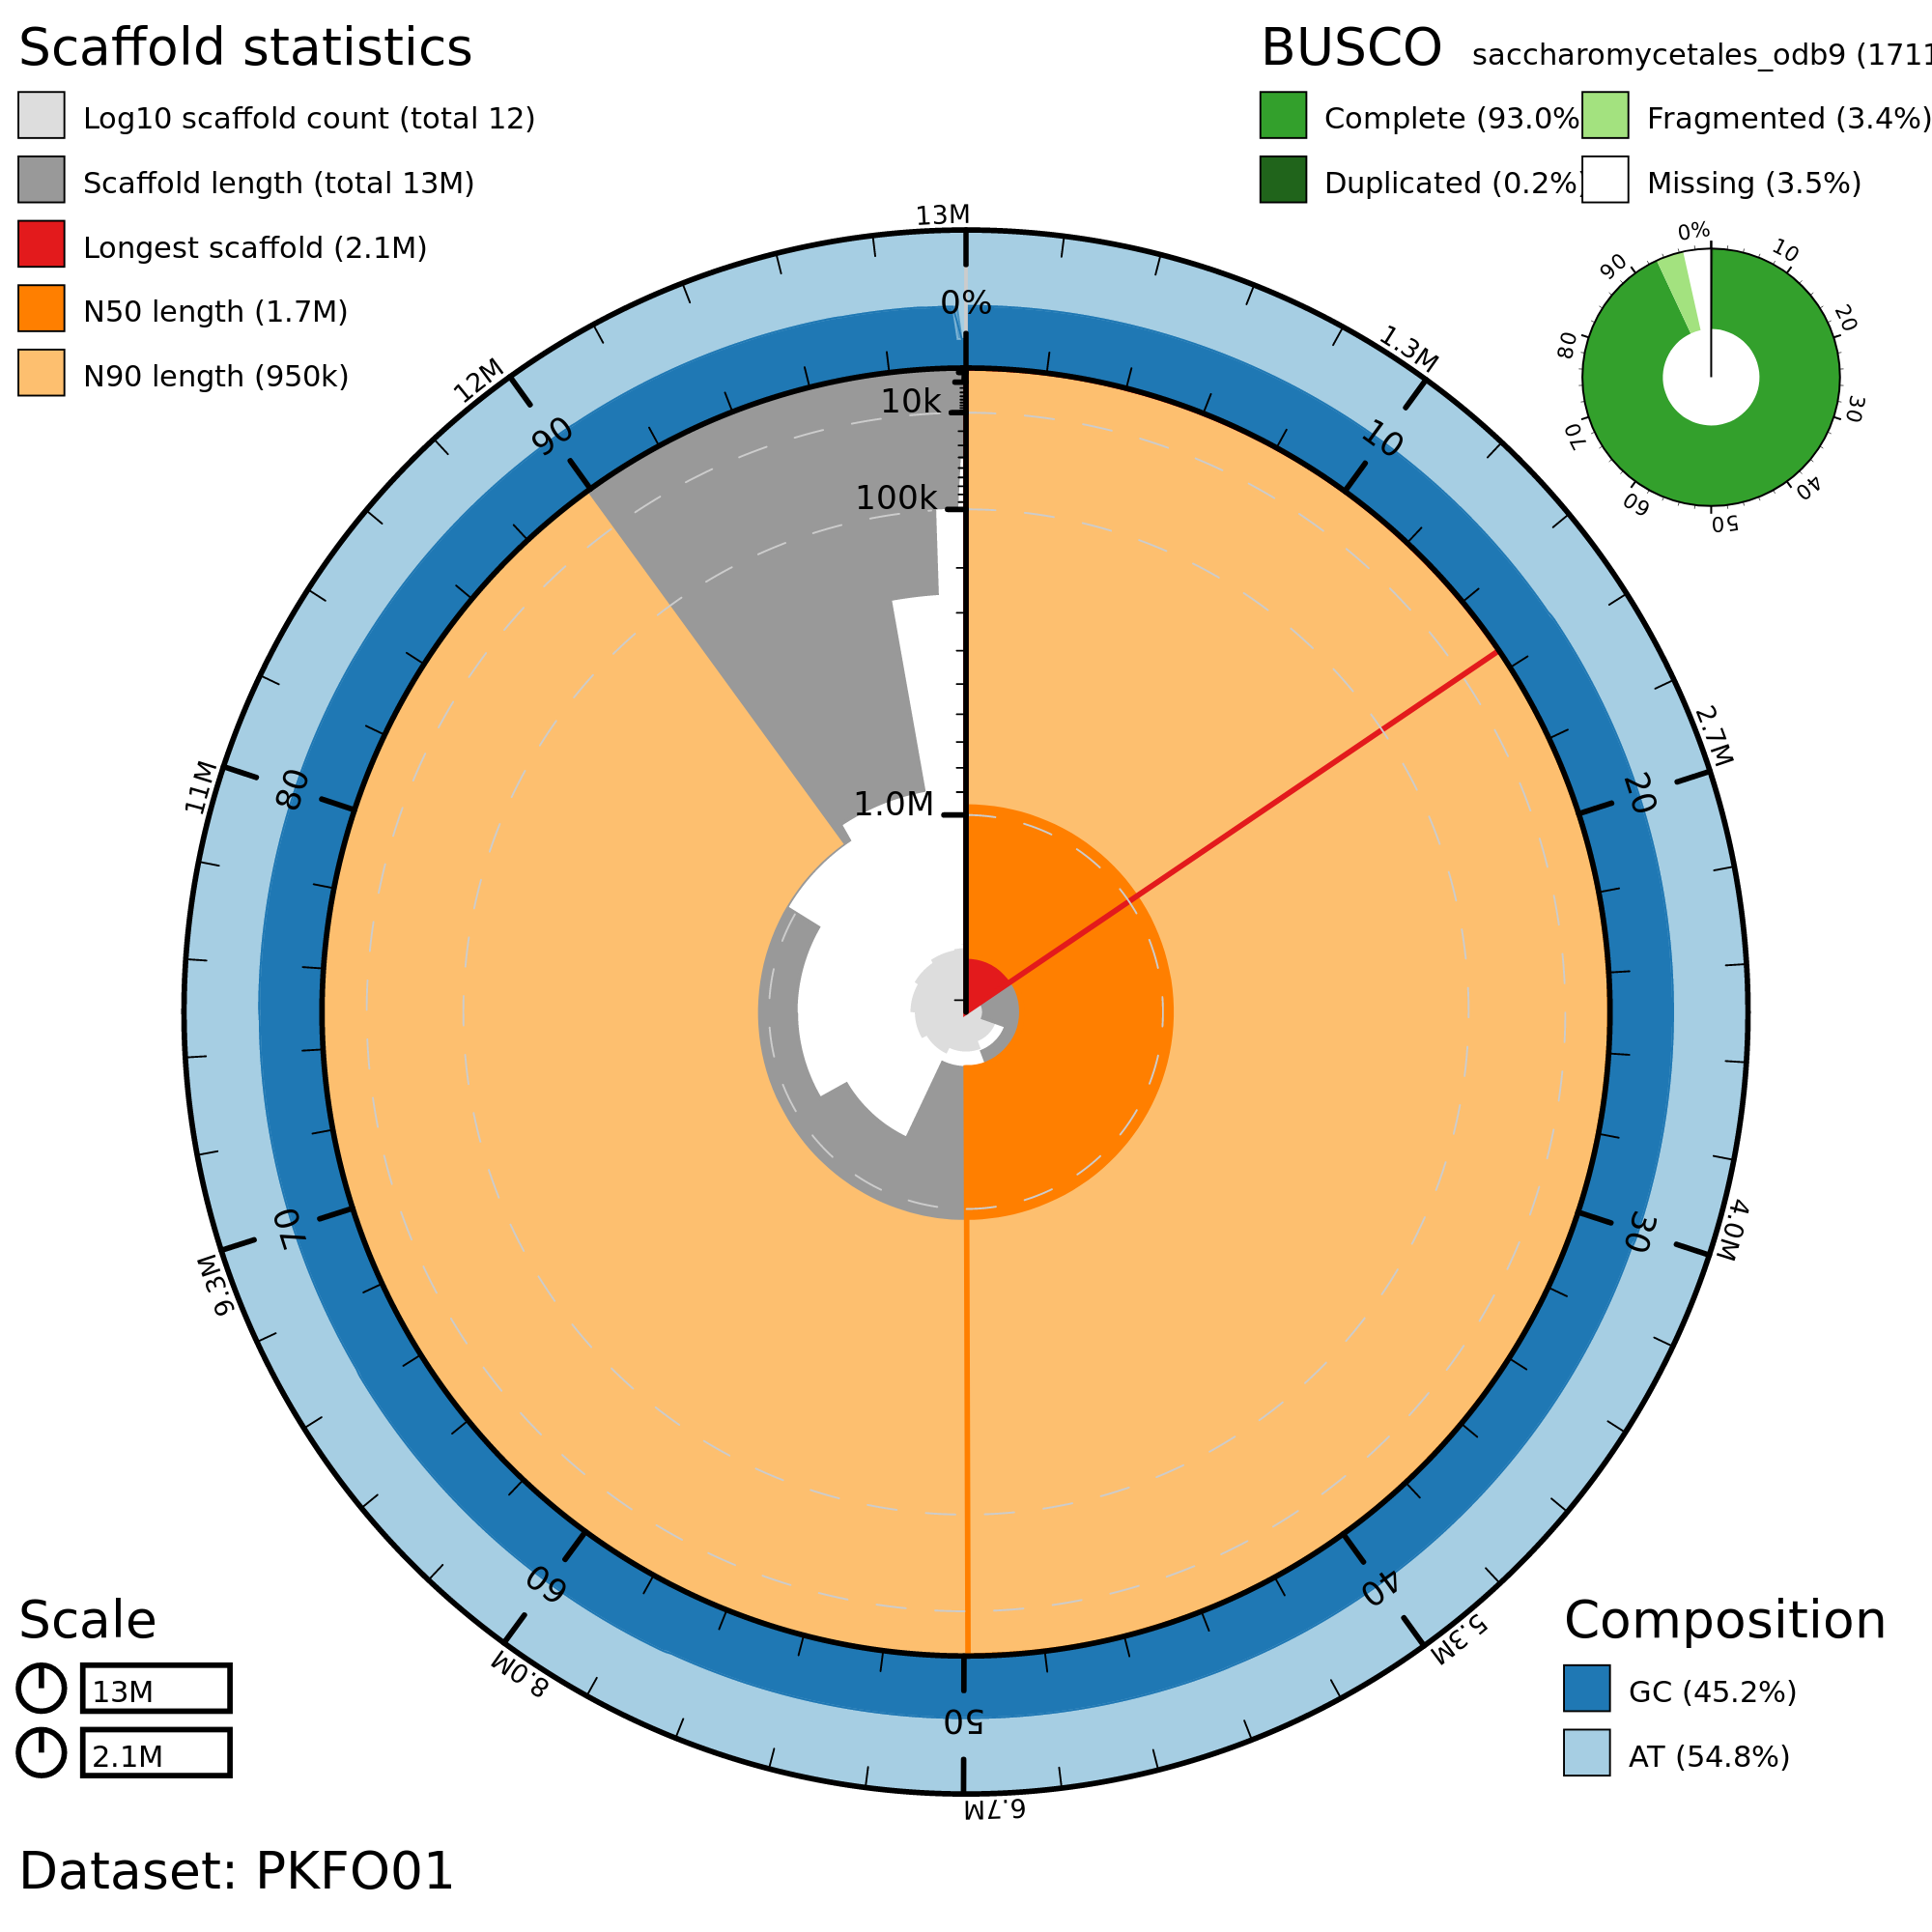 Scaffold statistics
Log10 scaffold count (total 12)
Scaffold length (total 13M)
Longest scaffold (2.1M)
N50 length (1.7M)
N90 length (950k)
BUSCO saccharomycetales_odb9 (1711
Complete (93.0%
Fragmented (3.4%)
Duplicated (0.2%)
Missing (3.5%)
0%
10
20
30
40
50
60
70
80
90
13M
1.3M
2.7M
4.0M
5.3M
6.7M
8.0M
9.3M
11M
12M
0%
10
20
30
40
50
60
70
80
90
10k
100k
1.0M
Scale
13M
2.1M
Composition
GC (45.2%)
AT (54.8%)
Dataset: PKFO01